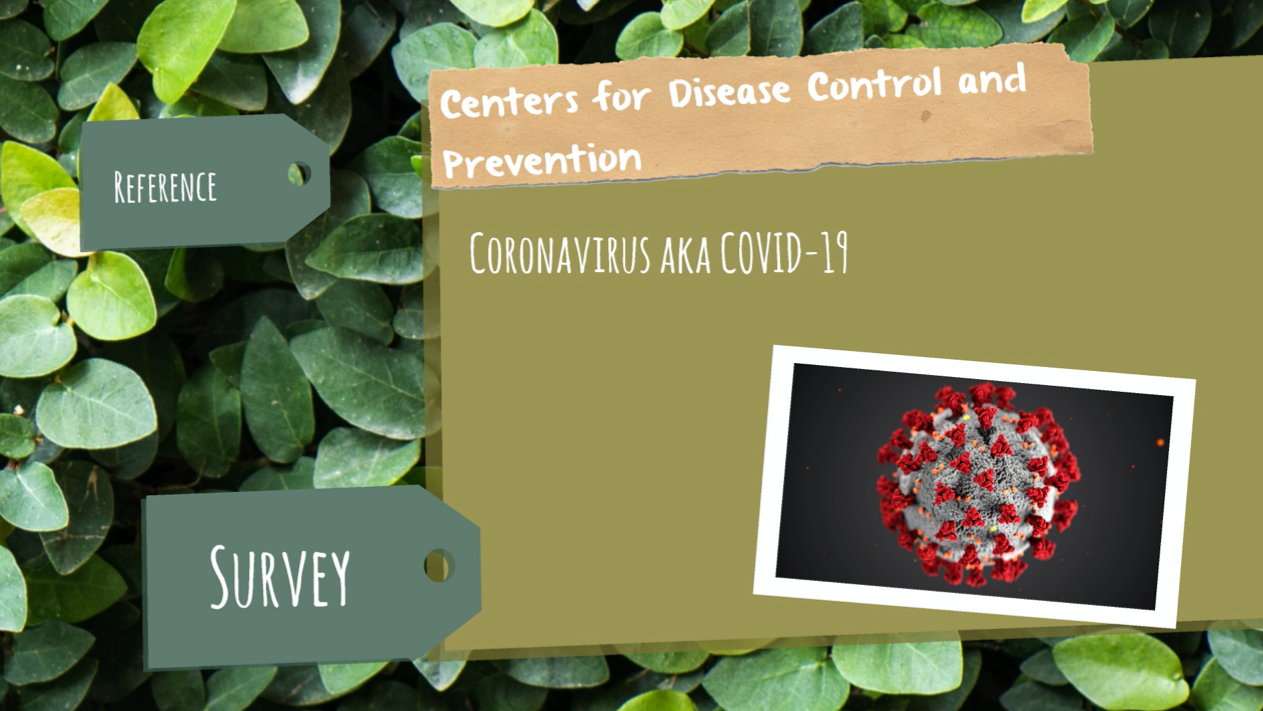 Reference
Centers for Disease Control and
Prevention
Coronavirus aka COVID-19
Survey